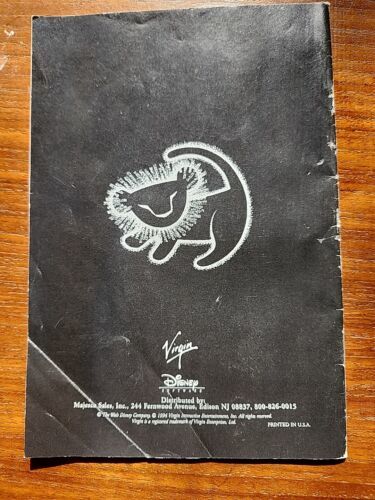 Virgin
Disney
SOFTWARE
Distributed by:
Majesco Sales, Inc., 244 Fernwood Avenue, Edison NJ 08837, 800-826-0015
© The Walt Disney Company. © 1994 Virgin Interactive Entertainment, Inc. All rights reserved.
Virgin is a registered trademark of Virgin Enterprises, Ltd.
PRINTED IN U.S.A.